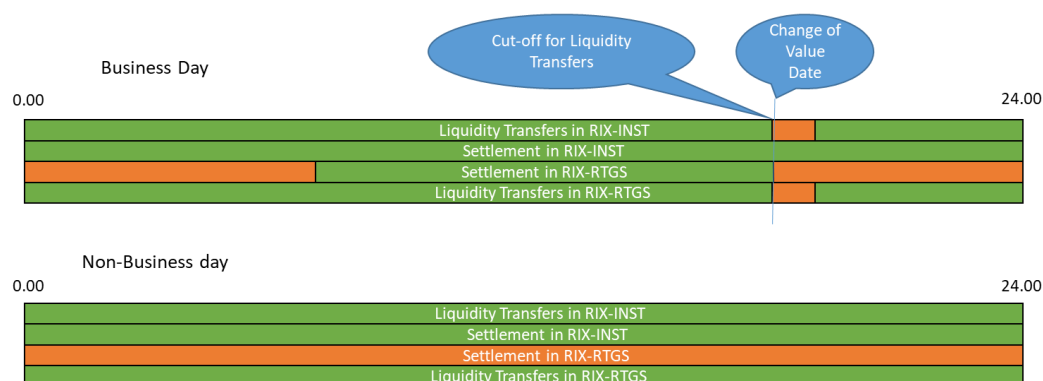 Cut-off for Liquidity
Transfers
Change of
Value
Date
Business Day
0.00
24.00
Liquidity Transfers in RIX-INST
Settlement in RIX-INST
Settlement in RIX-RTGS
Liquidity Transfers in RIX-RTGS
Non-Business day
0.00
24.00
Liquidity Transfers in RIX-INST
Settlement in RIX-INST
Settlement in RIX-RTGS
Liquidity Transfers in RIX-RTGS